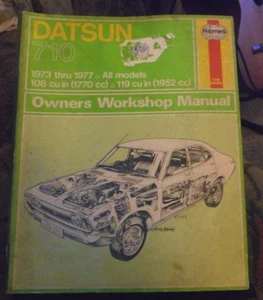 DATSUN
710
Haynes
1973 thru 1977 □ All models
108 cu in (1770 cc) □ 119 cu in (1952 cc)
Owners Workshop Manual